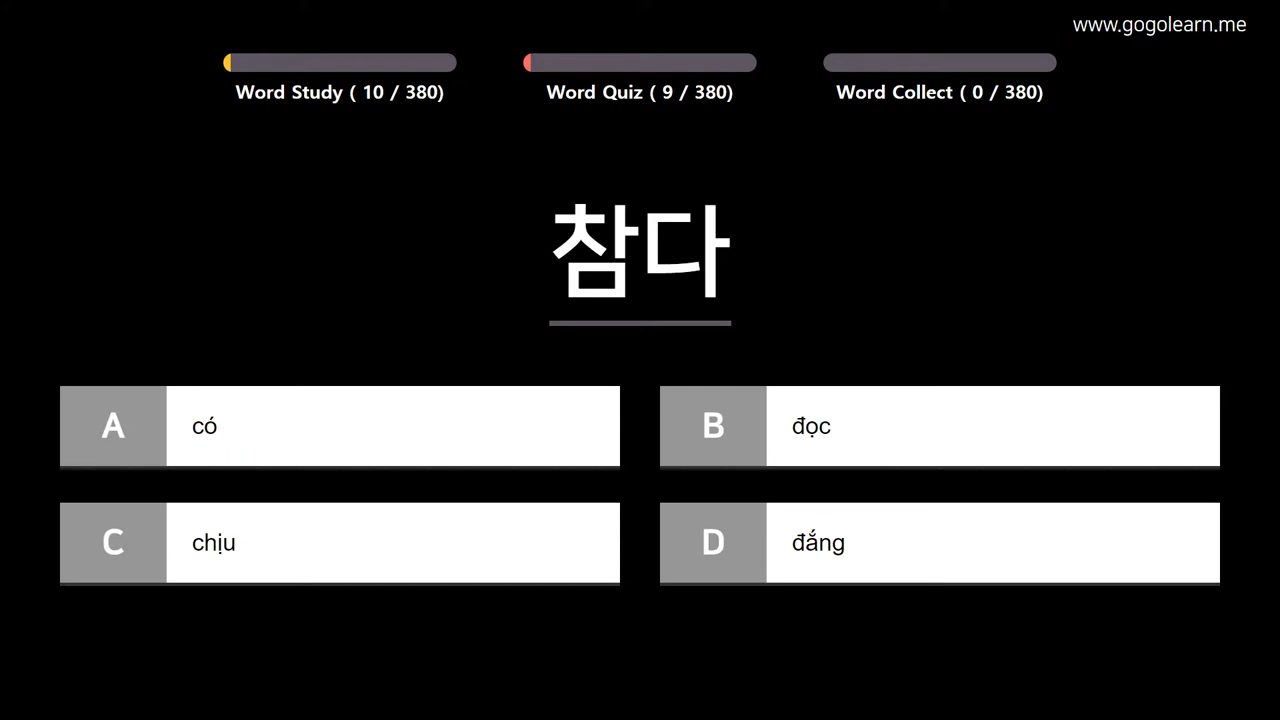 www.gogolearn.me
Word Study ( 10 / 380)
Word Quiz ( 9 / 380)
Word Collect ( 0 / 380)
참다
A có
B đọc
C chịu
D đắng